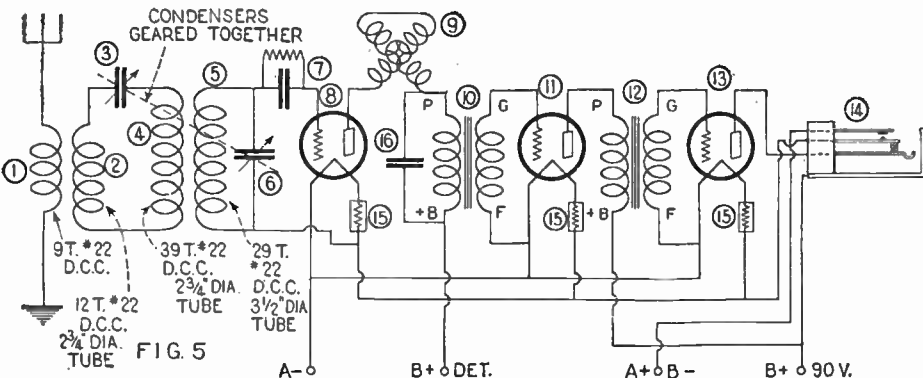 CONDENSERS
GEARED TOGETHER
① ② ③ ④ ⑤ ⑥ ⑦ ⑧ ⑨ ⑩ ⑪ ⑫ ⑬ ⑭
⑮ ⑮ ⑮ ⑯
P G P G
+B F +B F
9 T. #22
D.C.C.
12 T. #22
D.C.C.
2¾" DIA.
TUBE
39 T. #22
D.C.C.
2¾" DIA.
TUBE
29 T.
#22
D.C.C.
3½" DIA
TUBE
FIG. 5
A- B+ DET. A+ B- B+ 90 V.